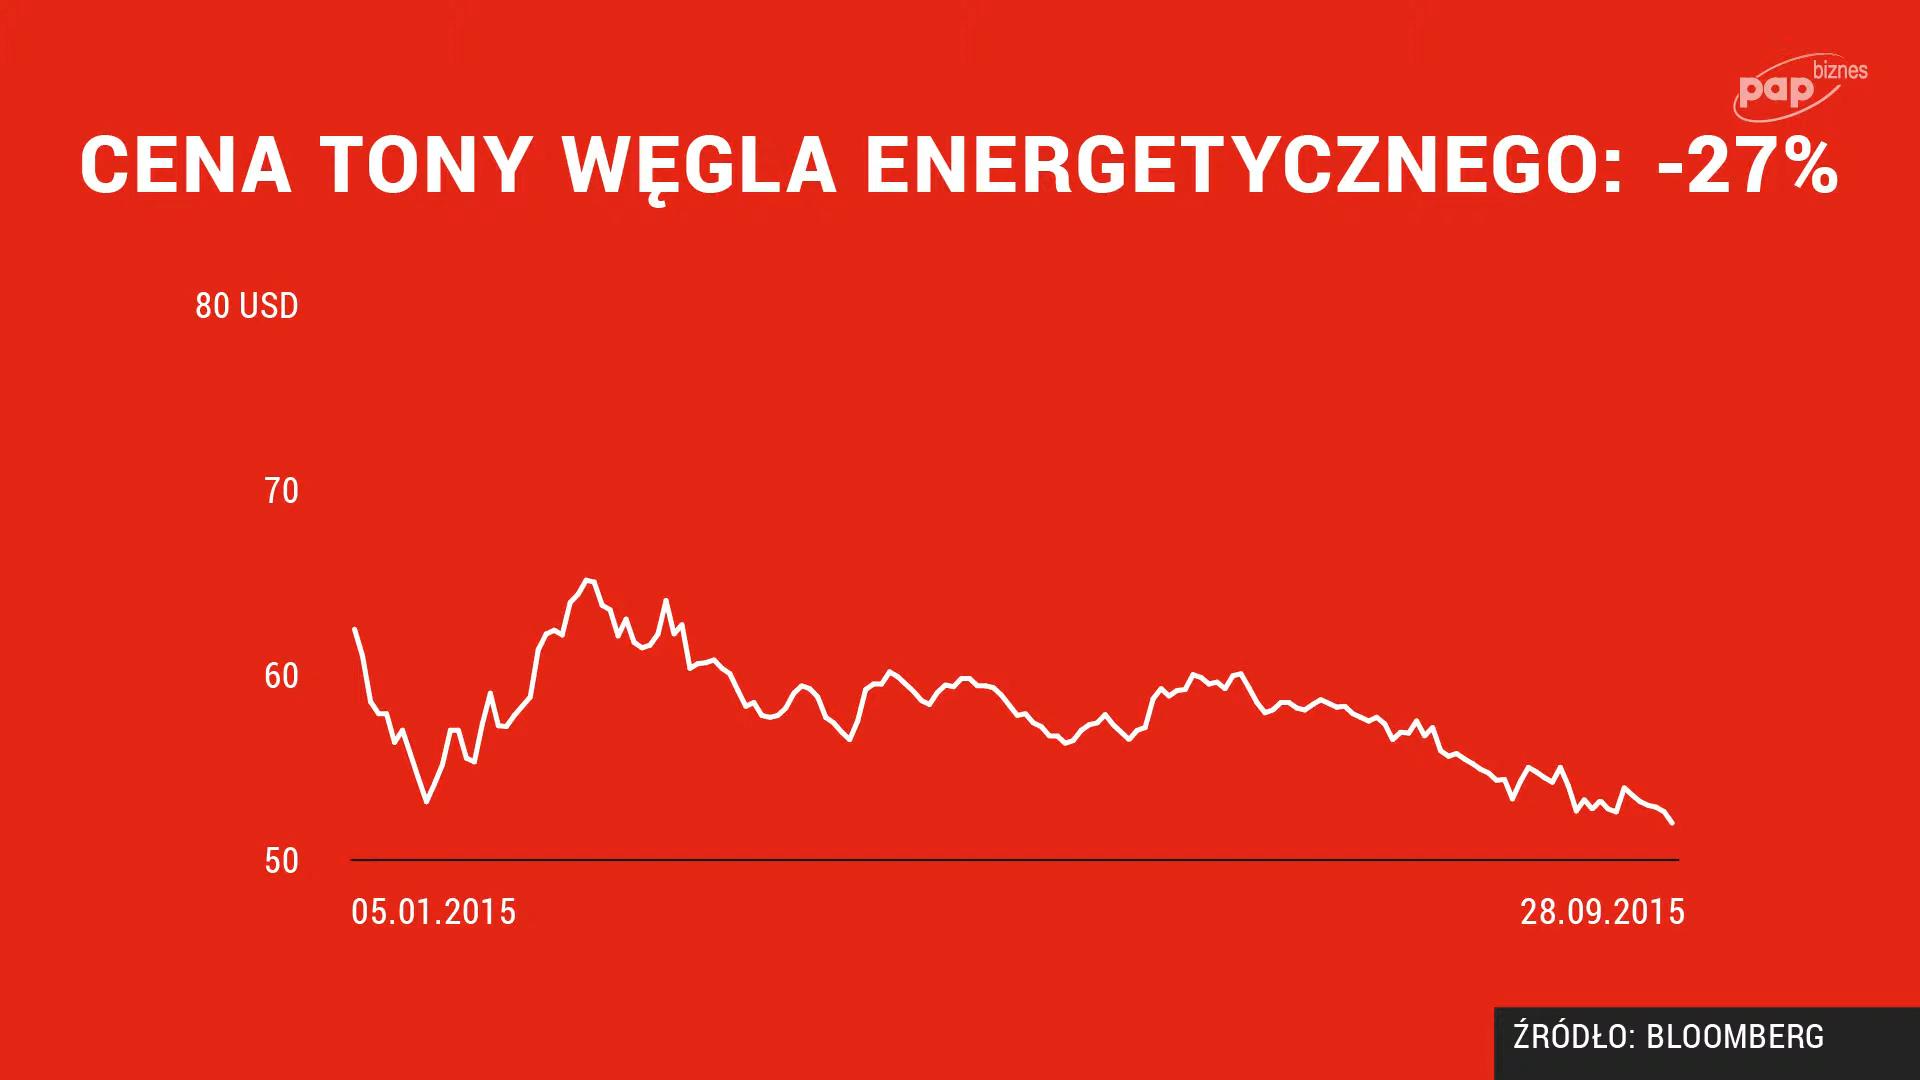 pap biznes
CENA TONY WĘGLA ENERGETYCZNEGO: -27%
80 USD
70
60
50
05.01.2015
28.09.2015
ŹRÓDŁO: BLOOMBERG